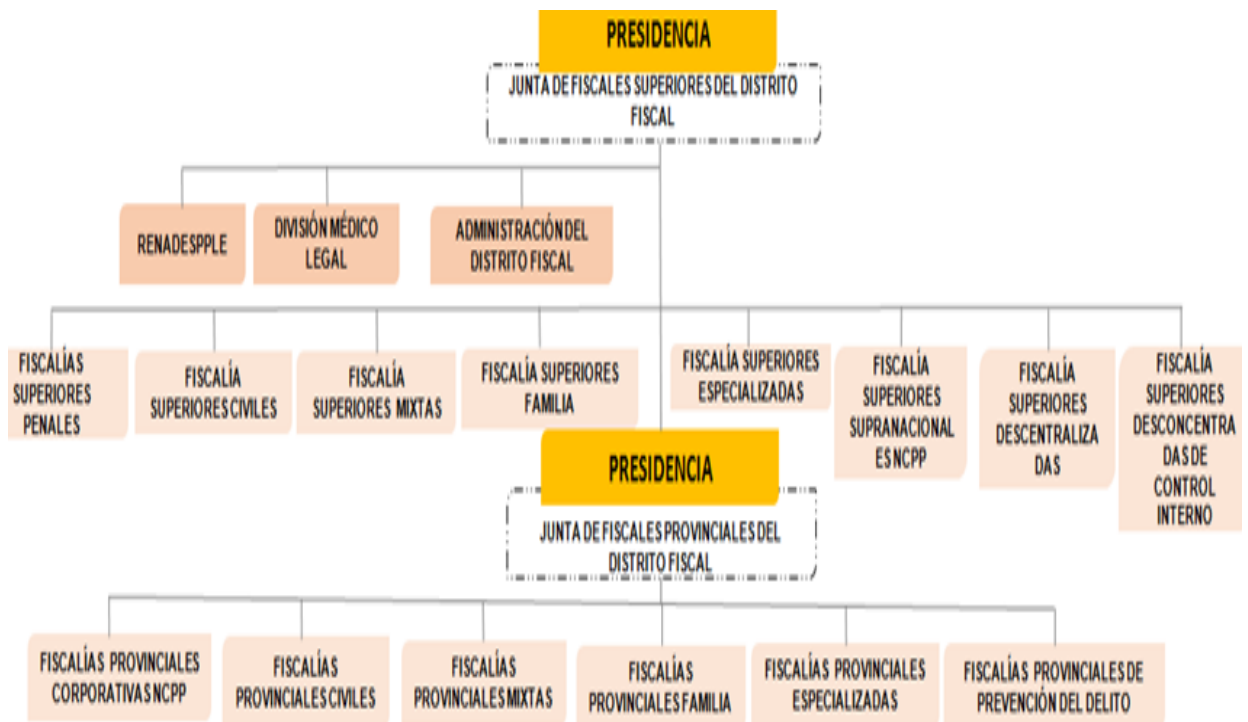 PRESIDENCIA
JUNTA DE FISCALES SUPERIORES DEL DISTRITO
FISCAL
RENADESPPLE
DIVISIÓN MÉDICO
LEGAL
ADMINISTRACIÓN DEL
DISTRITO FISCAL
FISCALÍAS
SUPERIORES
PENALES
FISCALÍA
SUPERIORES CIVILES
FISCALÍA
SUPERIORES MIXTAS
FISCALÍA SUPERIORES
FAMILIA
FISCALÍA SUPERIORES
ESPECIALIZADAS
FISCALÍA
SUPERIORES
SUPRANACIONAL
ES NCPP
FISCALÍA
SUPERIORES
DESCENTRALIZA
DAS
FISCALÍA
SUPERIORES
DESCONCENTRA
DAS DE
CONTROL
INTERNO
PRESIDENCIA
JUNTA DE FISCALES PROVINCIALES DEL
DISTRITO FISCAL
FISCALÍAS PROVINCIALES
CORPORATIVAS NCPP
FISCALÍAS
PROVINCIALES CIVILES
FISCALÍAS
PROVINCIALES MIXTAS
FISCALÍAS
PROVINCIALES FAMILIA
FISCALÍAS PROVINCIALES
ESPECIALIZADAS
FISCALÍAS PROVINCIALES DE
PREVENCIÓN DEL DELITO